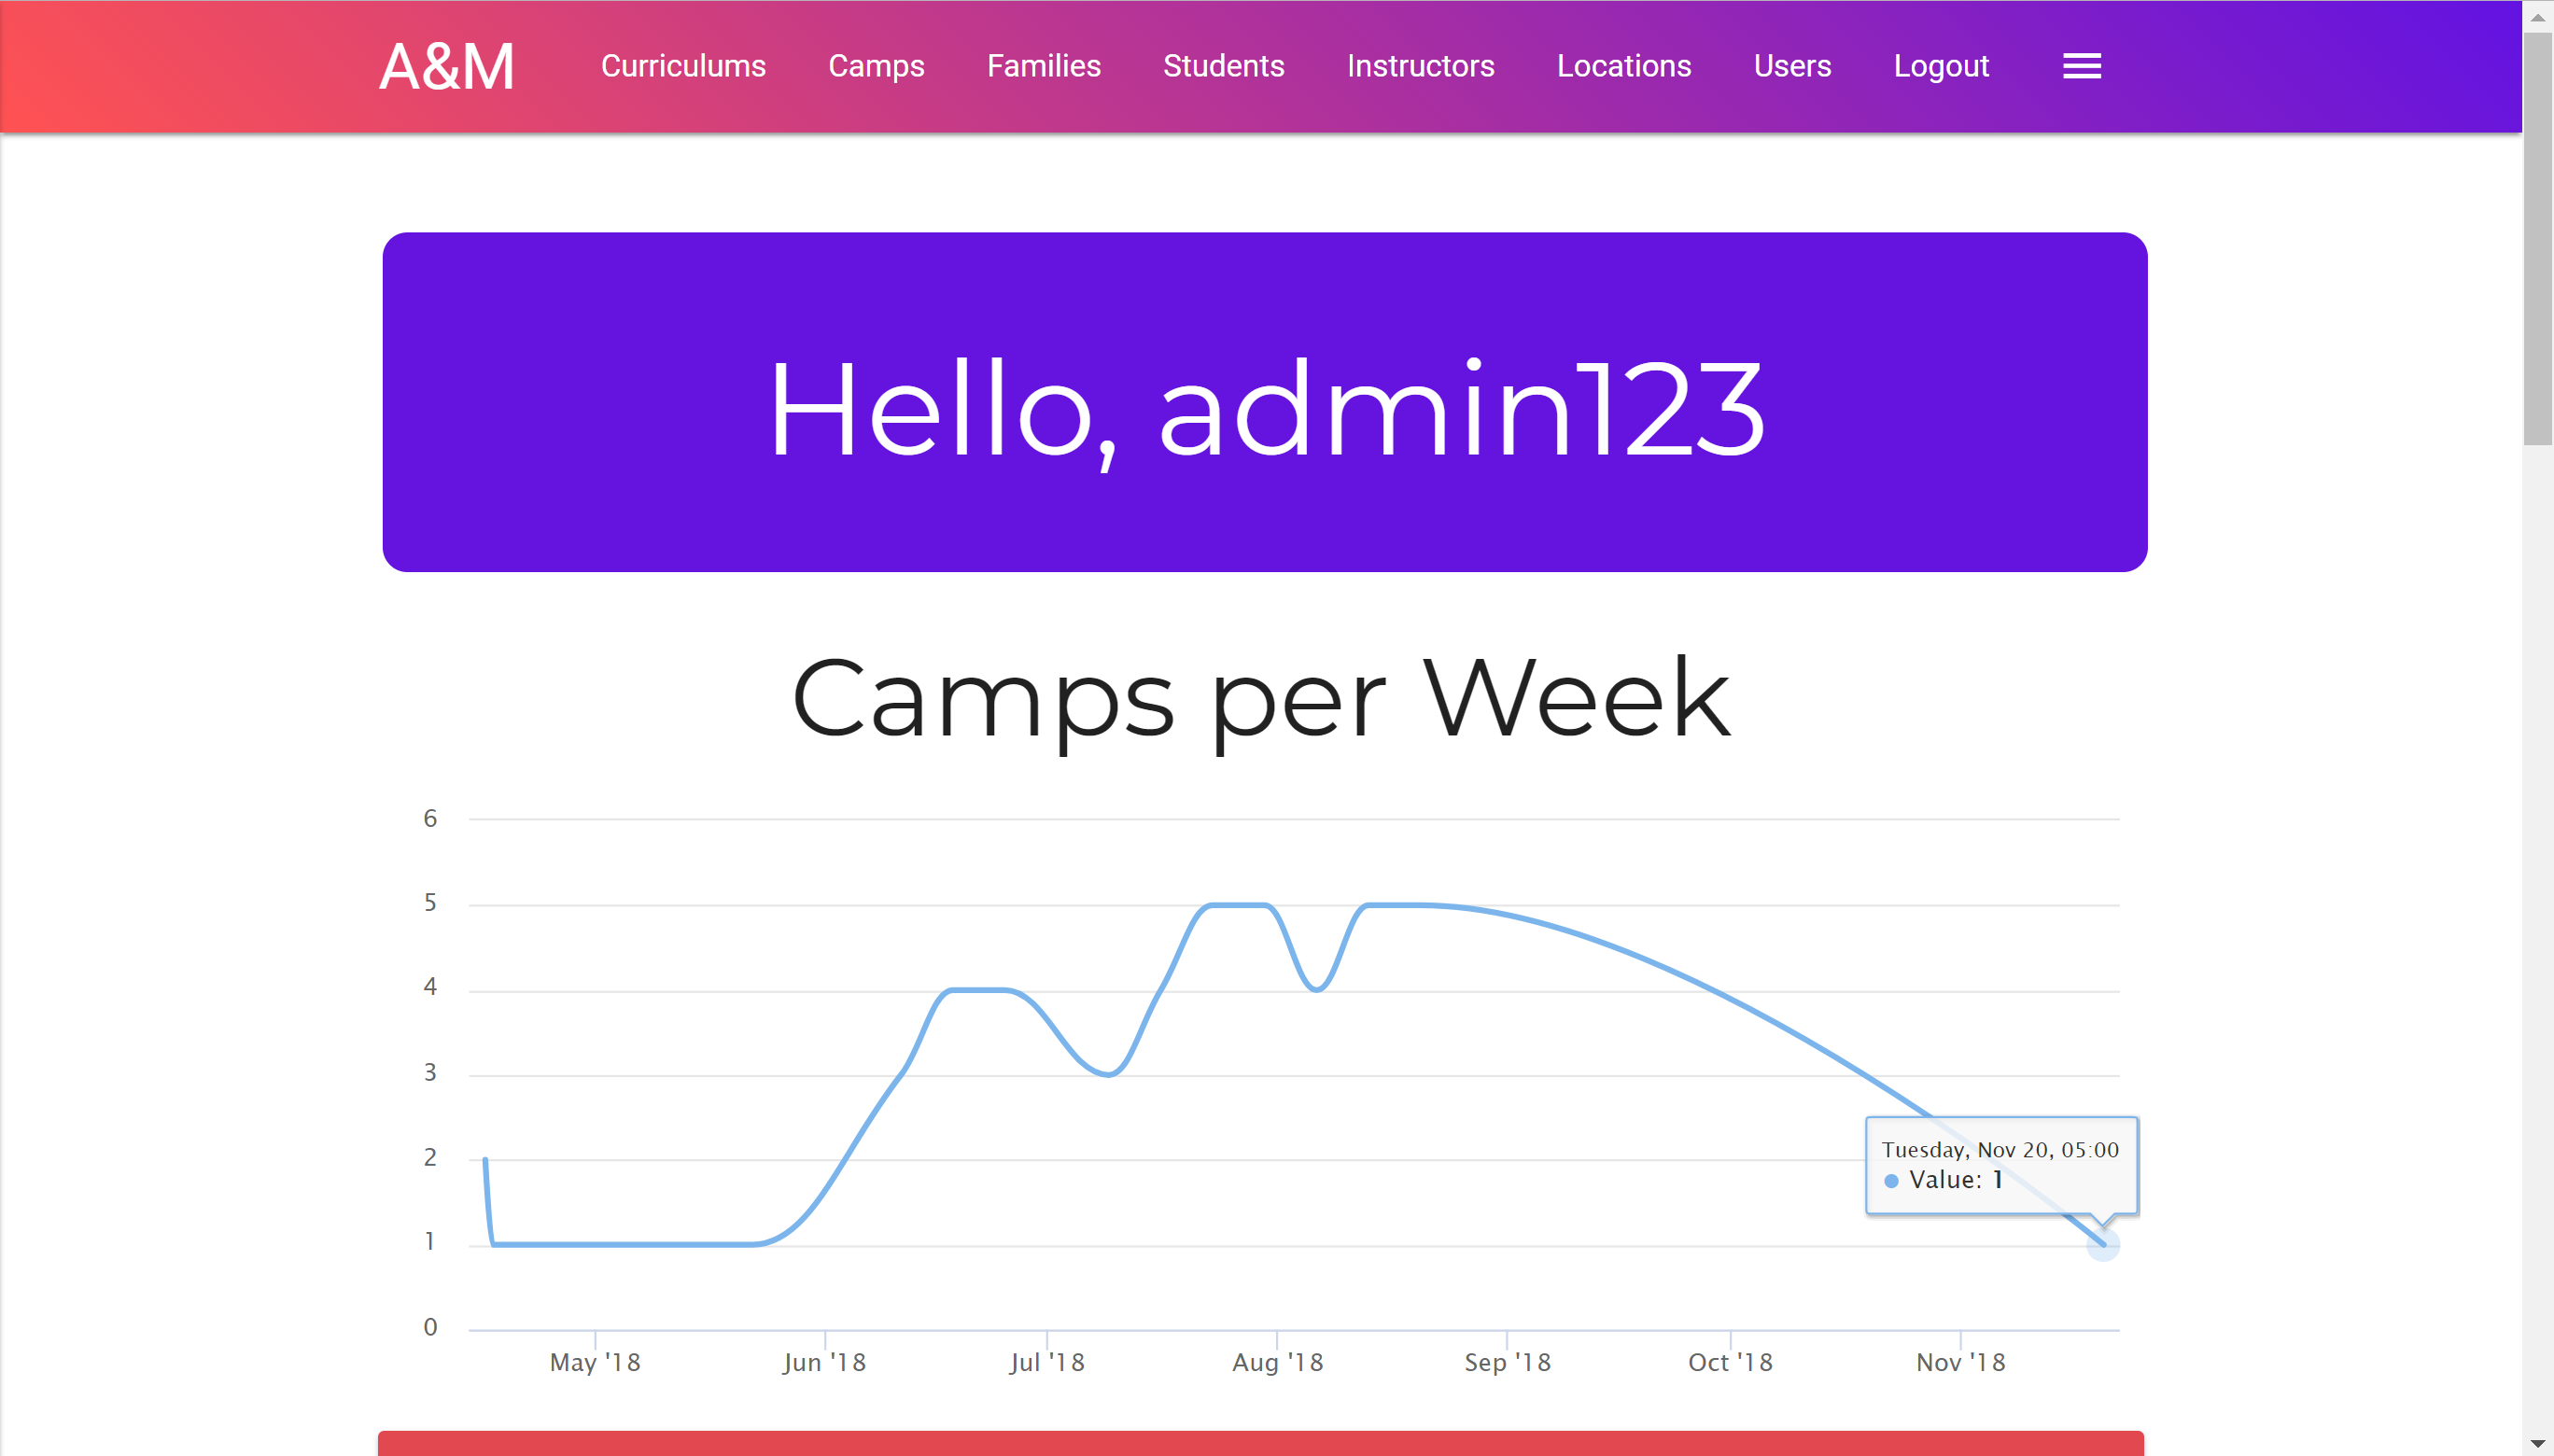 A&M Curriculums Camps Families Students Instructors Locations Users Logout
Hello, admin123
Camps per Week
6
5
4
3
2
1
0
Tuesday, Nov 20, 05:00
Value: 1
May '18 Jun '18 Jul '18 Aug '18 Sep '18 Oct '18 Nov '18